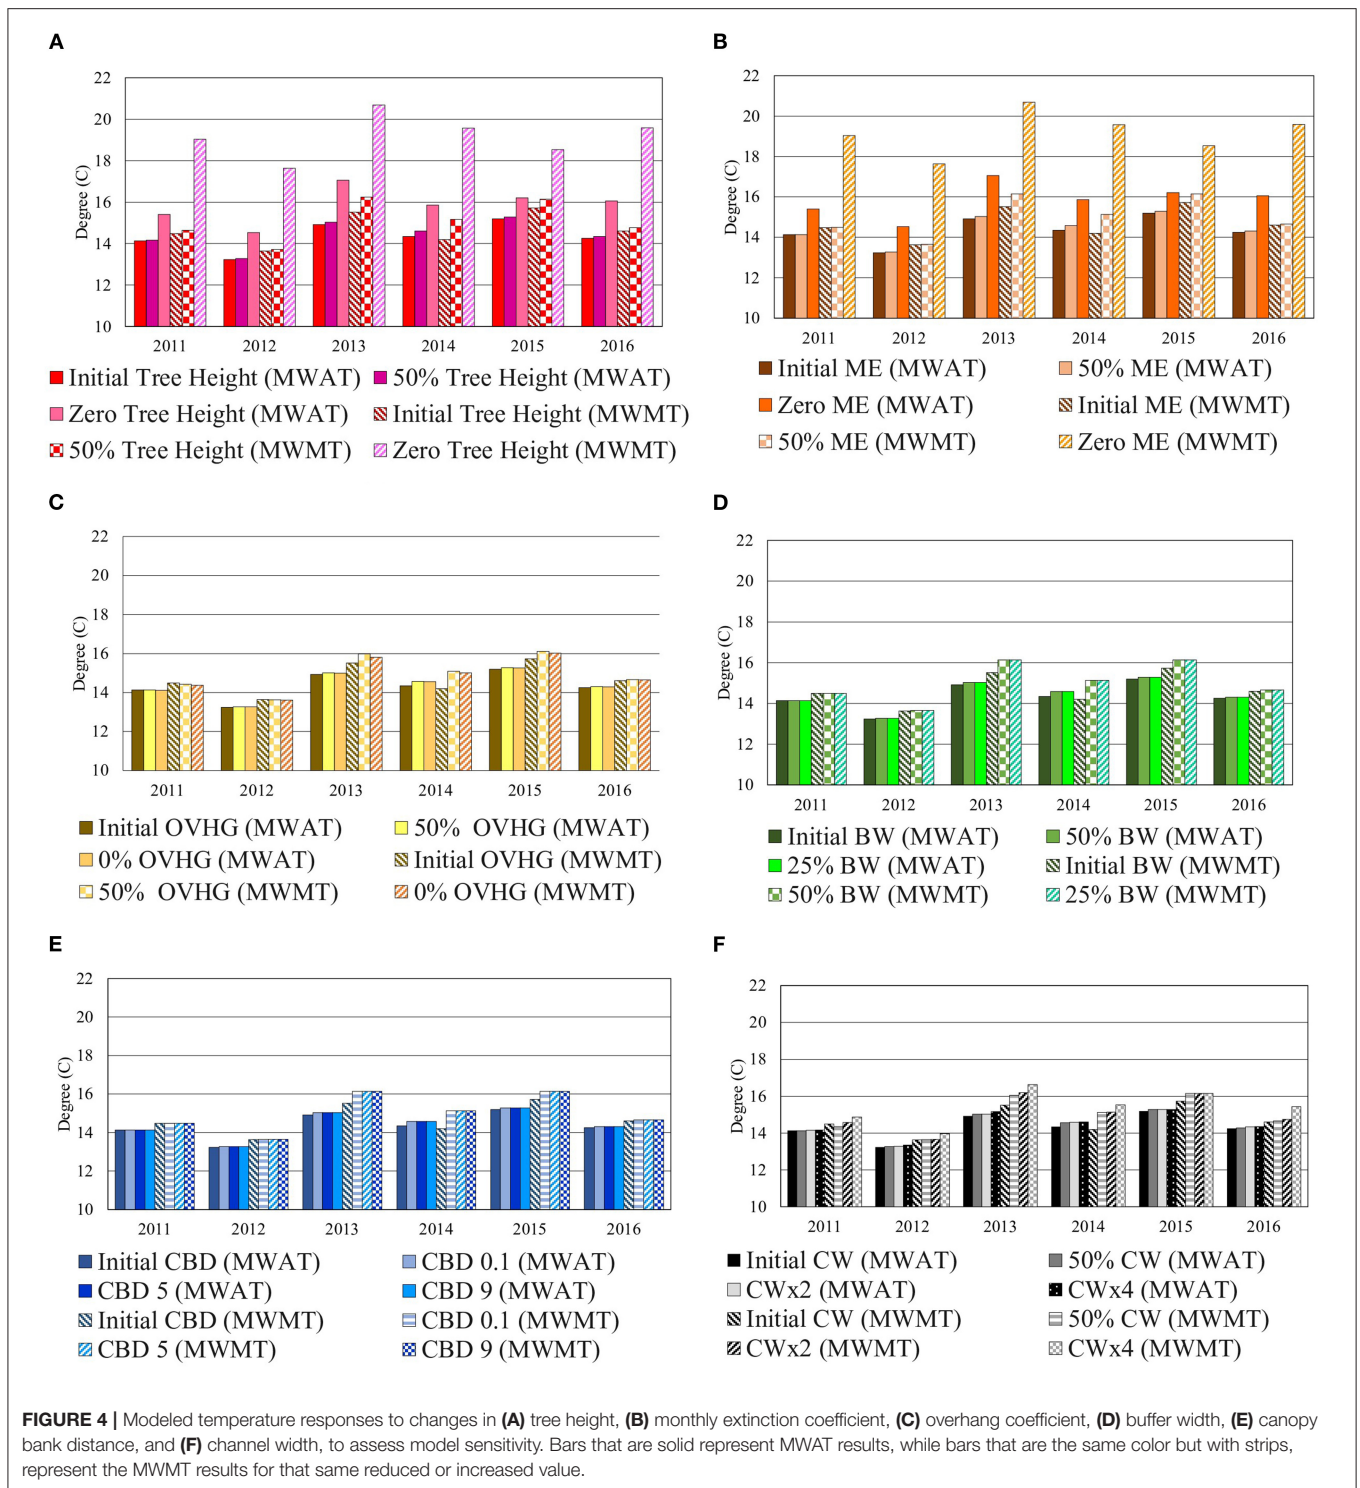 A
22
20
18
16
14
12
10
Degree (C)
2011 2012 2013 2014 2015 2016
Initial Tree Height (MWAT) 50% Tree Height (MWAT)
Zero Tree Height (MWAT) Initial Tree Height (MWMT)
50% Tree Height (MWMT) Zero Tree Height (MWMT)
B
22
20
18
16
14
12
10
Degree (C)
2011 2012 2013 2014 2015 2016
Initial ME (MWAT) 50% ME (MWAT)
Zero ME (MWAT) Initial ME (MWMT)
50% ME (MWMT) Zero ME (MWMT)
C
22
20
18
16
14
12
10
Degree (C)
2011 2012 2013 2014 2015 2016
Initial OVHG (MWAT) 50% OVHG (MWAT)
0% OVHG (MWAT) Initial OVHG (MWMT)
50% OVHG (MWMT) 0% OVHG (MWMT)
D
22
20
18
16
14
12
10
Degree (C)
2011 2012 2013 2014 2015 2016
Initial BW (MWAT) 50% BW (MWAT)
25% BW (MWAT) Initial BW (MWMT)
50% BW (MWMT) 25% BW (MWMT)
E
22
20
18
16
14
12
10
Degree (C)
2011 2012 2013 2014 2015 2016
Initial CBD (MWAT) CBD 0.1 (MWAT)
CBD 5 (MWAT) CBD 9 (MWAT)
Initial CBD (MWMT) CBD 0.1 (MWMT)
CBD 5 (MWMT) CBD 9 (MWMT)
F
22
20
18
16
14
12
10
Degree (C)
2011 2012 2013 2014 2015 2016
Initial CW (MWAT) 50% CW (MWAT)
CWx2 (MWAT) CWx4 (MWAT)
Initial CW (MWMT) 50% CW (MWMT)
CWx2 (MWMT) CWx4 (MWMT)
FIGURE 4 | Modeled temperature responses to changes in (A) tree height, (B) monthly extinction coefficient, (C) overhang coefficient, (D) buffer width, (E) canopy
bank distance, and (F) channel width, to assess model sensitivity. Bars that are solid represent MWAT results, while bars that are the same color but with strips,
represent the MWMT results for that same reduced or increased value.